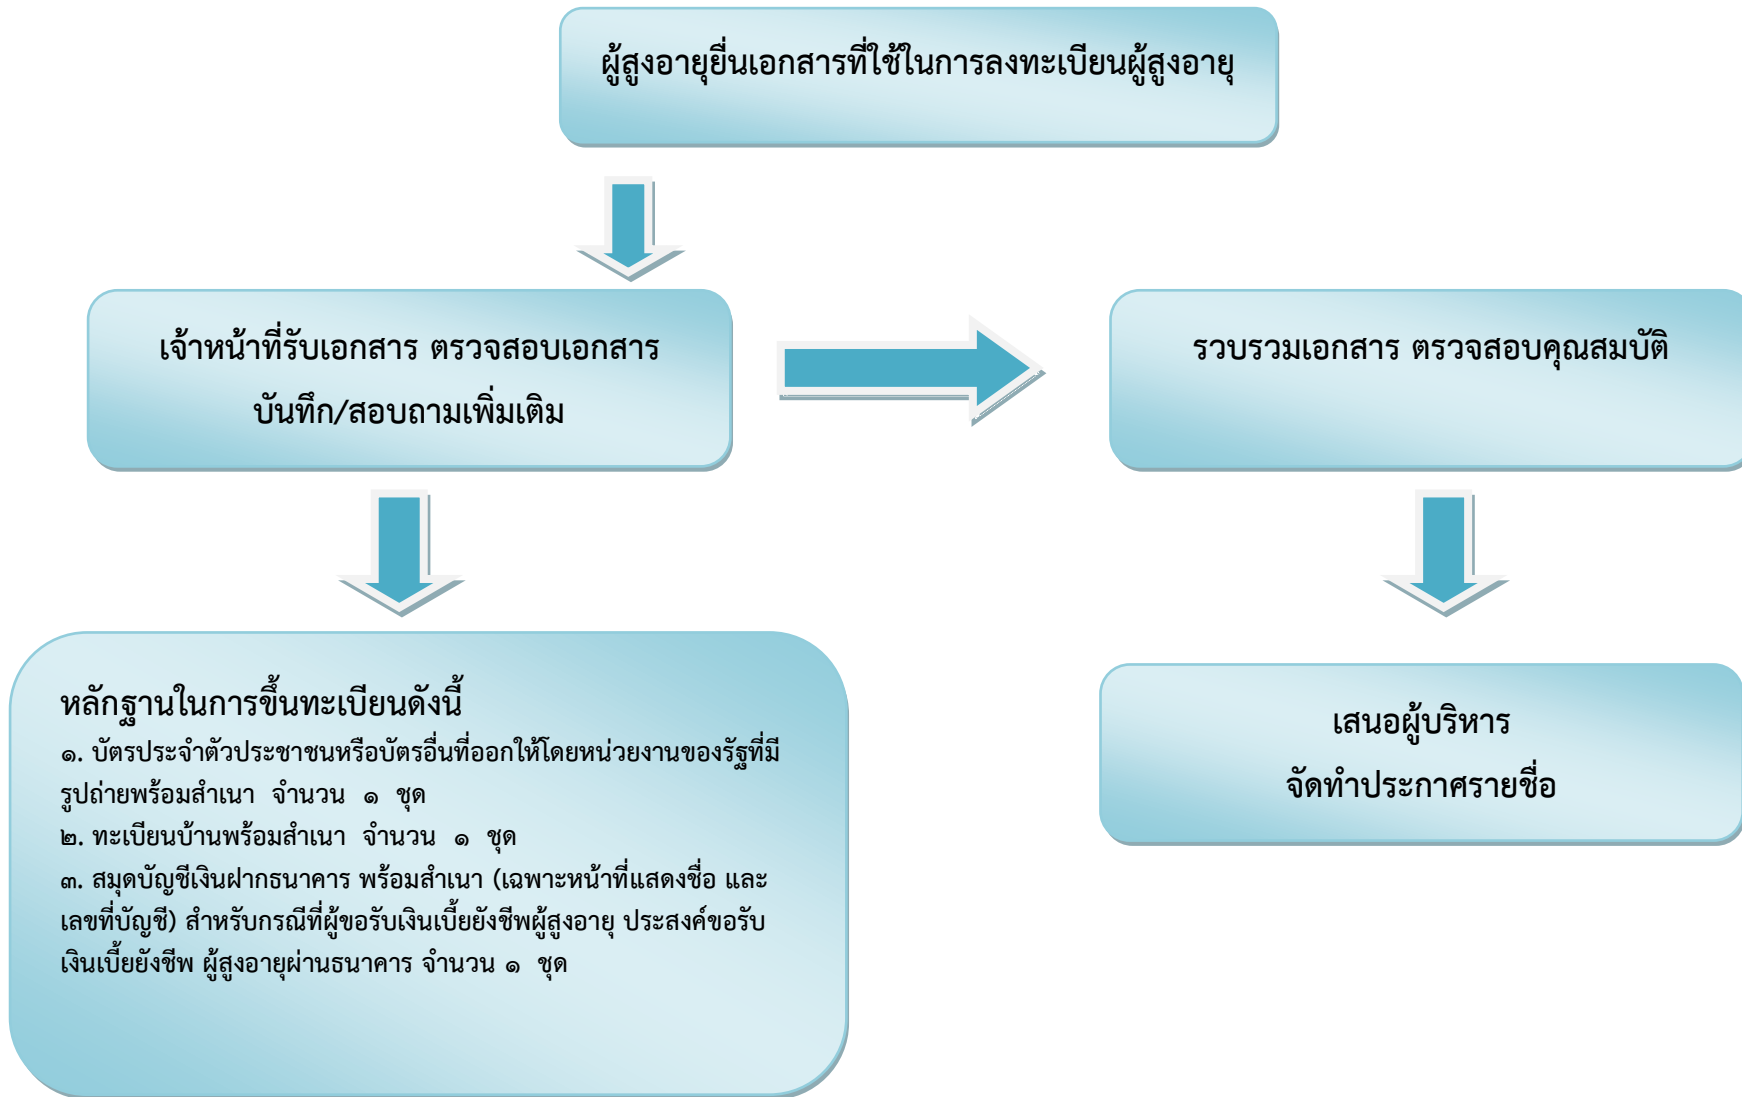 ผู้สูงอายุยื่นเอกสารที่ใช้ในการลงทะเบียนผู้สูงอายุ
เจ้าหน้าที่รับเอกสาร ตรวจสอบเอกสาร
บันทึก/สอบถามเพิ่มเติม
รวบรวมเอกสาร ตรวจสอบคุณสมบัติ
หลักฐานในการขึ้นทะเบียนดังนี้
๑. บัตรประจำตัวประชาชนหรือบัตรอื่นที่ออกให้โดยหน่วยงานของรัฐที่มี
รูปถ่ายพร้อมสำเนา จำนวน ๑ ชุด
๒. ทะเบียนบ้านพร้อมสำเนา จำนวน ๑ ชุด
๓. สมุดบัญชีเงินฝากธนาคาร พร้อมสำเนา (เฉพาะหน้าที่แสดงชื่อ และ
เลขที่บัญชี) สำหรับกรณีที่ผู้ขอรับเงินเบี้ยยังชีพผู้สูงอายุ ประสงค์ขอรับ
เงินเบี้ยยังชีพ ผู้สูงอายุผ่านธนาคาร จำนวน ๑ ชุด
เสนอผู้บริหาร
จัดทำประกาศรายชื่อ